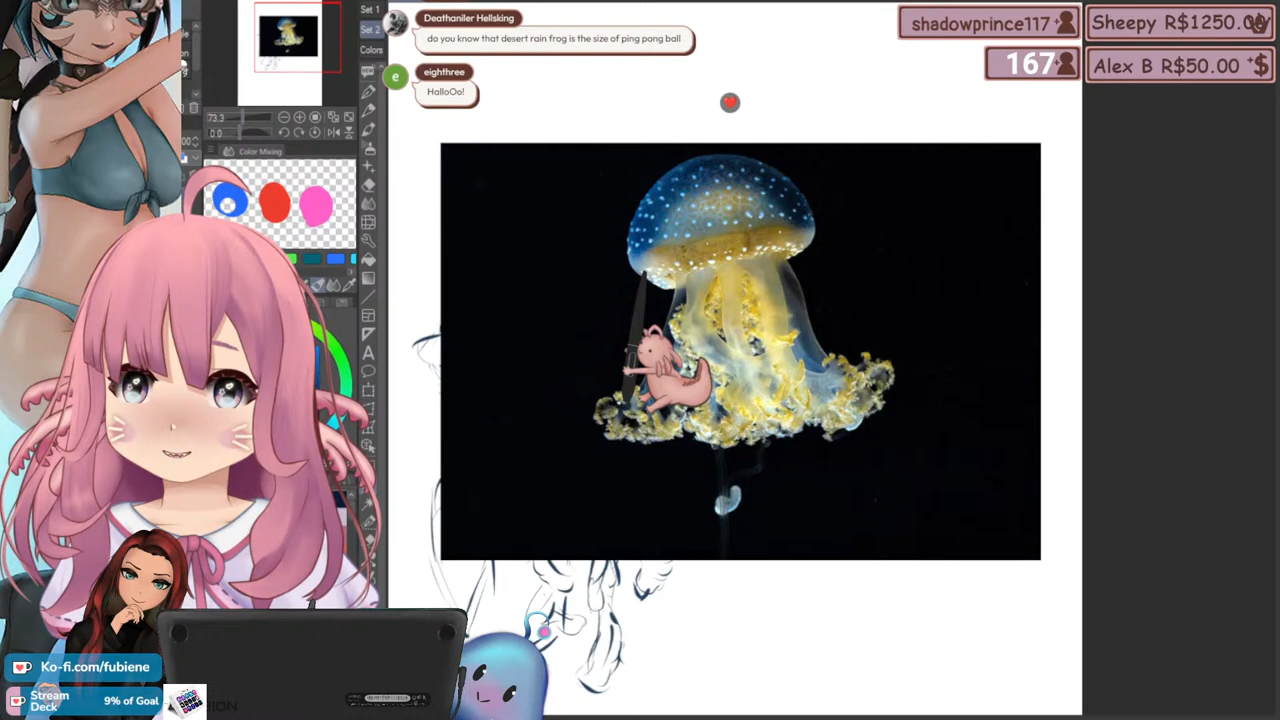 Set 1
Set 2
Colors
Deathaniler Hellsking
do you know that desert rain frog is the size of ping pong ball
e
eighthree
HalloOo!
shadowprince117
Sheepy R$1250.00
167
Alex B R$50.00
73.3
0.0
Color Mixing
A
Ko-fi.com/fubiene
Stream Deck
9% of Goal